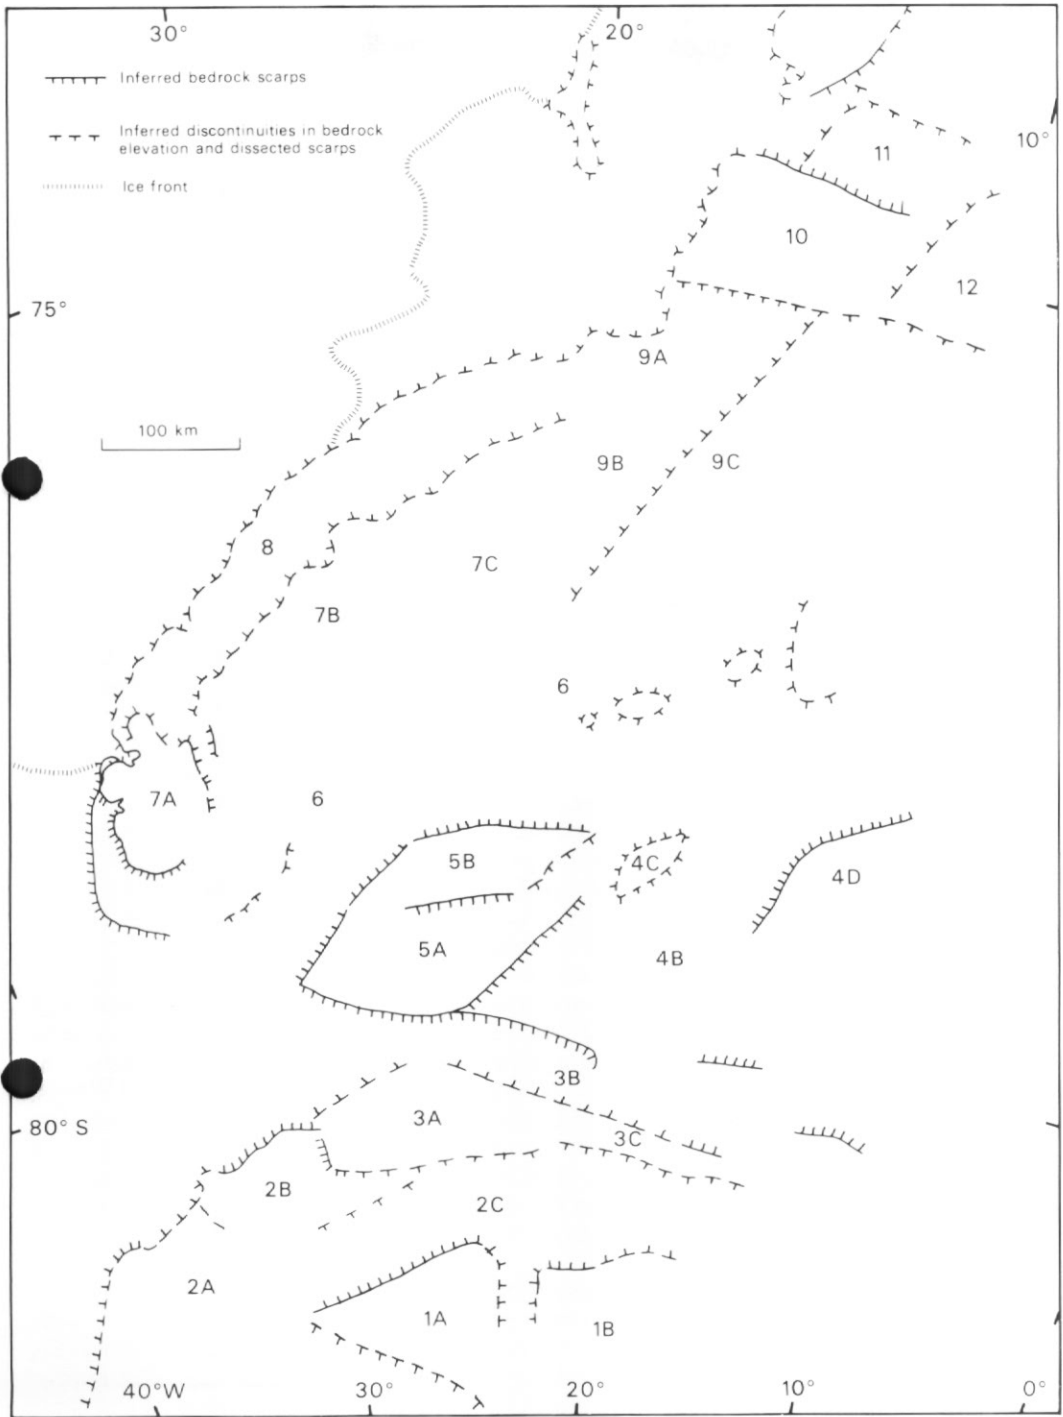 30°
20°
Inferred bedrock scarps
Inferred discontinuities in bedrock
elevation and dissected scarps
Ice front
10°
11
10
12
75°
9A
100 km
9B
9C
8
7C
7B
6
7A
6
5B
4C
4D
5A
4B
3B
3A
80° S
3C
2B
2C
2A
1A
1B
40°W
30°
20°
10°
0°